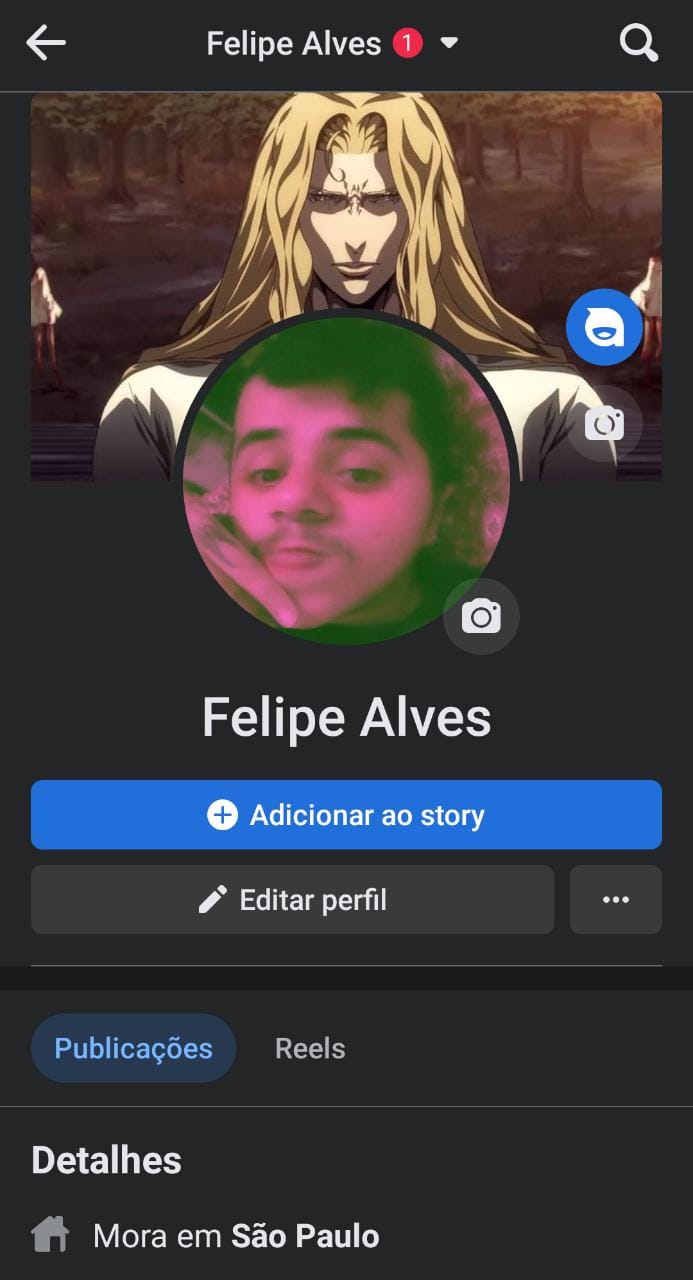 Felipe Alves 1
Felipe Alves
Adicionar ao story
Editar perfil
Publicações Reels
Detalhes
Mora em São Paulo